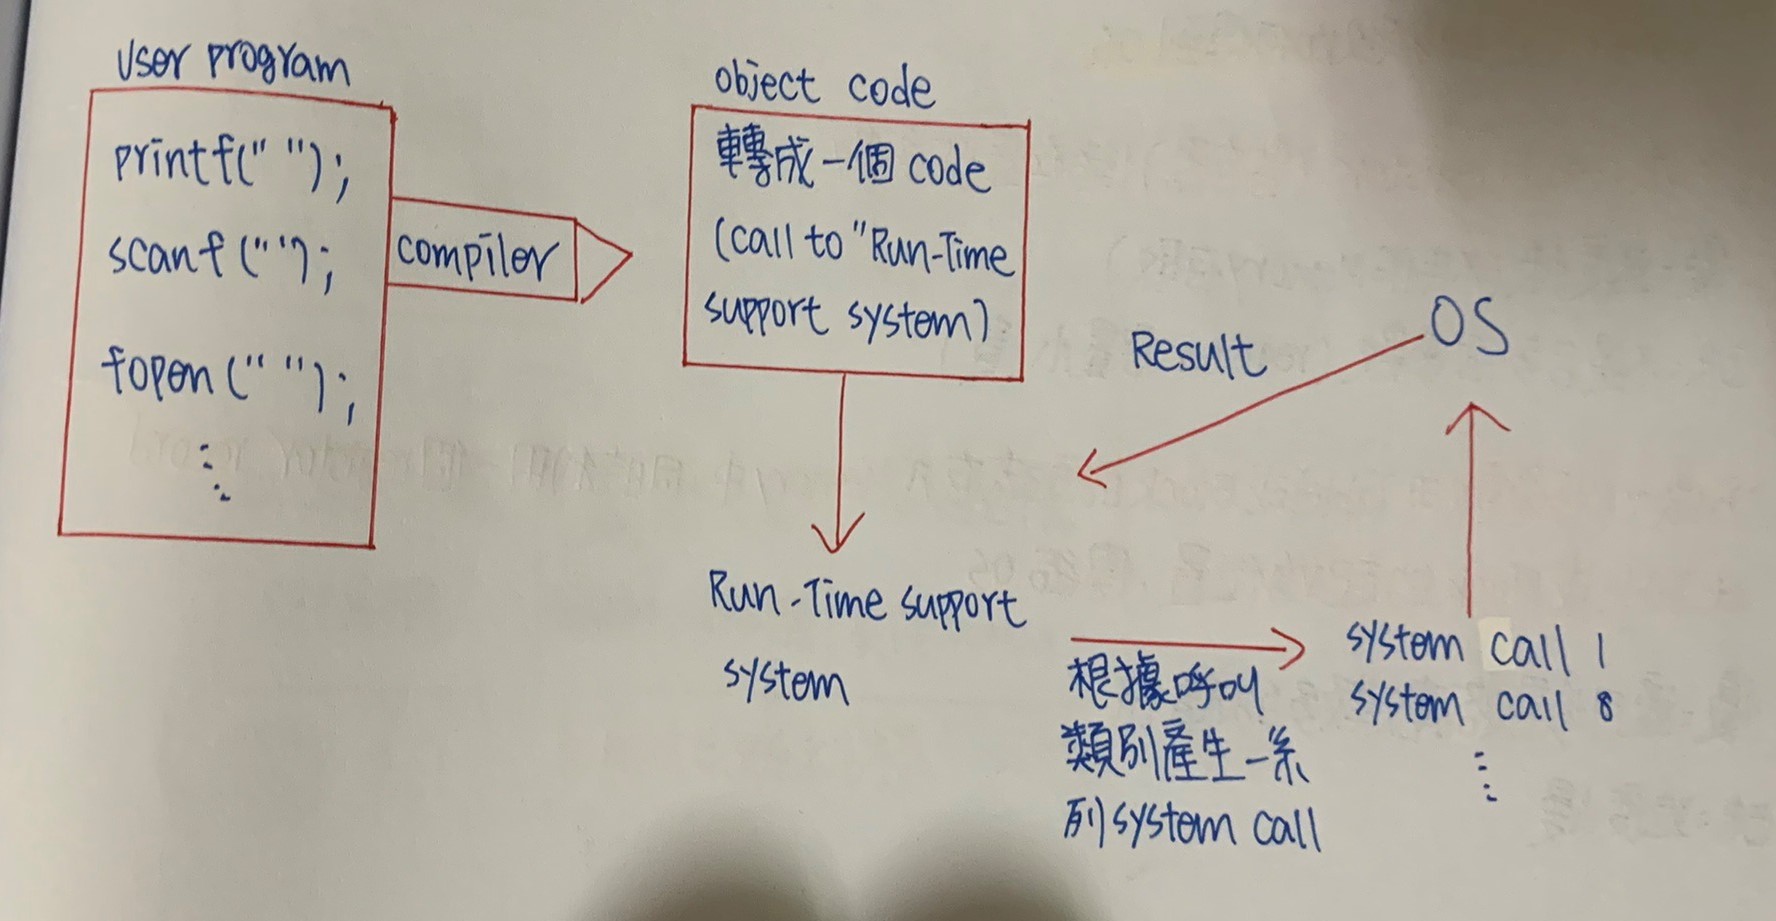 User program
printf(" ");
scanf(" ");
fopen(" ");
compiler
object code
轉成一個 code
(call to "Run-Time
support system)
Run-Time support
system
根據呼叫
類別產生一系
列system call
system call 1
system call 8
OS
Result